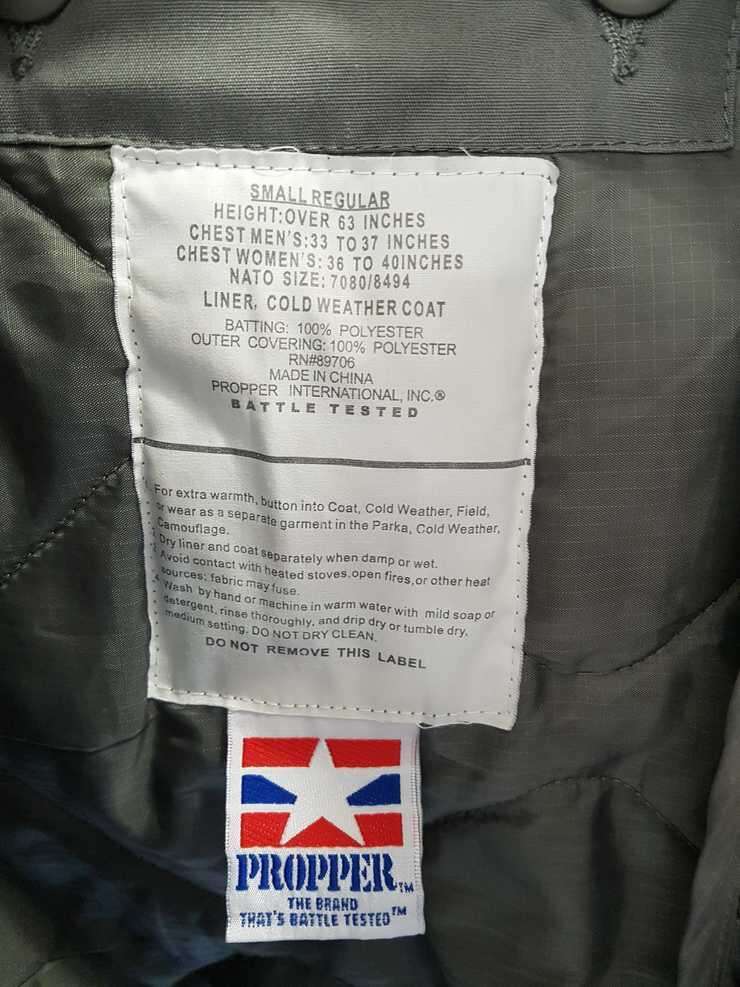 SMALL REGULAR
HEIGHT:OVER 63 INCHES
CHEST MEN'S:33 TO 37 INCHES
CHEST WOMEN'S: 36 TO 40INCHES
NATO SIZE: 7080/8494
LINER, COLD WEATHER COAT
BATTING: 100% POLYESTER
OUTER COVERING: 100% POLYESTER
RN#89706
MADE IN CHINA
PROPPER INTERNATIONAL, INC.®
BATTLE TESTED
For extra warmth, button into Coat, Cold Weather, Field,
or wear as a separate garment in the Parka, Cold Weather,
Camouflage.
Dry liner and coat separately when damp or wet.
Avoid contact with heated stoves,open fires,or other heat
sources; fabric may fuse.
Wash by hand or machine in warm water with mild soap or
detergent, rinse thoroughly, and drip dry or tumble dry,
medium setting. DO NOT DRY CLEAN.
DO NOT REMOVE THIS LABEL
PROPPER™
THE BRAND
THAT'S BATTLE TESTED™